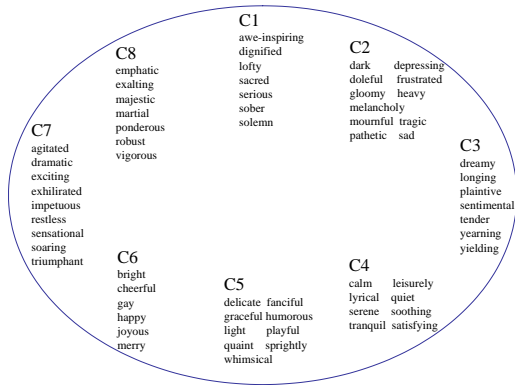 C1
awe-inspiring
dignified
lofty
sacred
serious
sober
solemn
C2
dark depressing
doleful frustrated
gloomy heavy
melancholy
mournful tragic
pathetic sad
C3
dreamy
longing
plaintive
sentimental
tender
yearning
yielding
C4
calm leisurely
lyrical quiet
serene soothing
tranquil satisfying
C5
delicate fanciful
graceful humorous
light playful
quaint sprightly
whimsical
C6
bright
cheerful
gay
happy
joyous
merry
C7
agitated
dramatic
exciting
exhilirated
impetuous
restless
sensational
soaring
triumphant
C8
emphatic
exalting
majestic
martial
ponderous
robust
vigorous